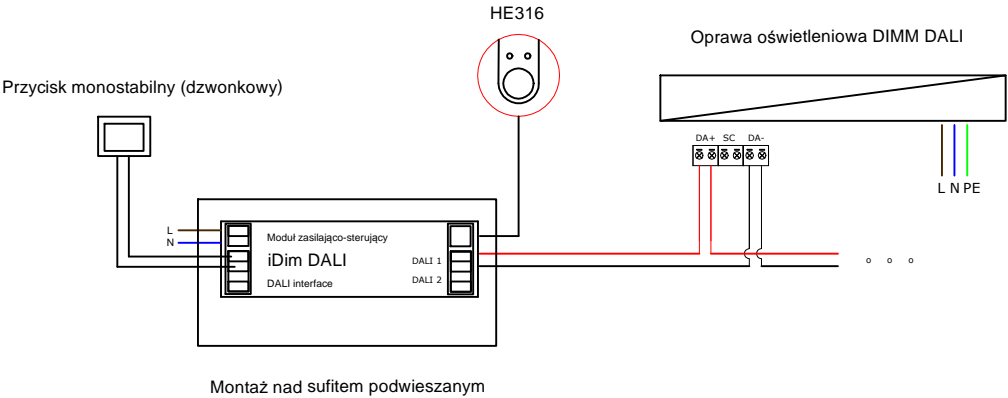 HE316
Oprawa oświetleniowa DIMM DALI
Przycisk monostabilny (dzwonkowy)
DA+ SC DA-
L N PE
L
N
Moduł zasilająco-sterujący
iDim DALI
DALI interface
DALI 1
DALI 2
Montaż nad sufitem podwieszanym